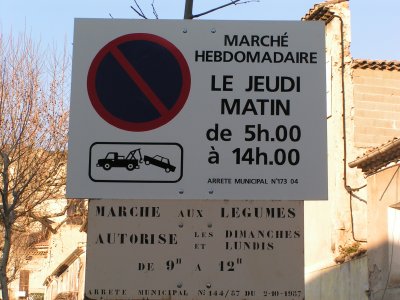 MARCHÉ
HEBDOMADAIRE
LE JEUDI
MATIN
de 5h.00
à 14h.00
ARRETE MUNICIPAL N°173 04
MARCHE AUX LEGUMES
AUTORISE LES DIMANCHES
ET LUNDIS
DE 9H A 12H
ARRETE MUNICIPAL No:144/87 DU 2-10-1987